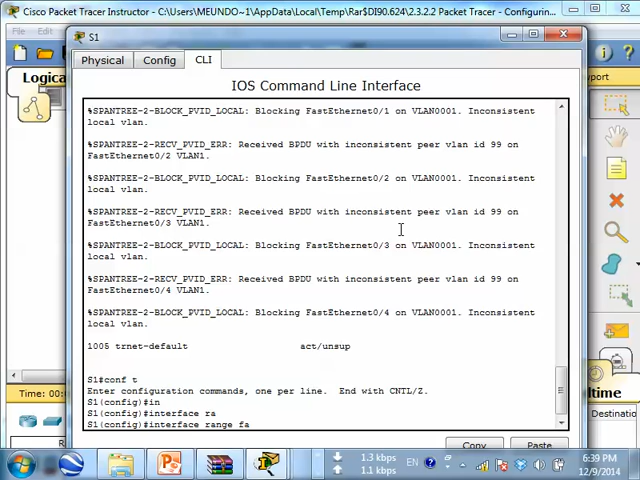 Cisco Packet Tracer Instructor - C:\Users\MEUNDO~1\AppData\Local\Temp\Rar$DI90.624\2.3.2.2 Packet Tracer - Configurin...
File
S1
Physical Config CLI
Logica
port
IOS Command Line Interface
%SPANTREE-2-BLOCK_PVID_LOCAL: Blocking FastEthernet0/1 on VLAN0001. Inconsistent
local vlan.
%SPANTREE-2-RECV_PVID_ERR: Received BPDU with inconsistent peer vlan id 99 on
FastEthernet0/2 VLAN1.
%SPANTREE-2-BLOCK_PVID_LOCAL: Blocking FastEthernet0/2 on VLAN0001. Inconsistent
local vlan.
%SPANTREE-2-RECV_PVID_ERR: Received BPDU with inconsistent peer vlan id 99 on
FastEthernet0/3 VLAN1.
%SPANTREE-2-BLOCK_PVID_LOCAL: Blocking FastEthernet0/3 on VLAN0001. Inconsistent
local vlan.
%SPANTREE-2-RECV_PVID_ERR: Received BPDU with inconsistent peer vlan id 99 on
FastEthernet0/4 VLAN1.
%SPANTREE-2-BLOCK_PVID_LOCAL: Blocking FastEthernet0/4 on VLAN0001. Inconsistent
local vlan.
1005 trnet-default act/unsup
S1#conf t
Enter configuration commands, one per line. End with CNTL/Z.
S1(config)#in
S1(config)#interface ra
S1(config)#interface range fa
Time: 00:
ltime
Destinatio
Copy Paste
1.3 kbps
1.1 kbps
EN
6:39 PM
12/9/2014